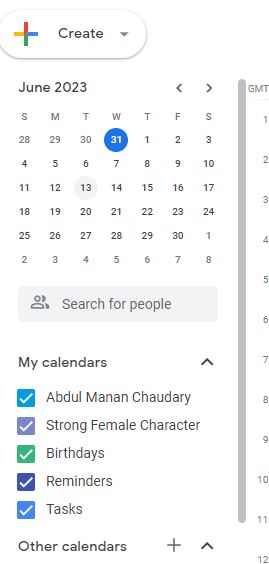 Create
June 2023
GMT
S M T W T F S
28 29 30 31 1 2 3
4 5 6 7 8 9 10
11 12 13 14 15 16 17
18 19 20 21 22 23 24
25 26 27 28 29 30 1
2 3 4 5 6 7 8
Search for people
My calendars
Abdul Manan Chaudary
Strong Female Character
Birthdays
Reminders
Tasks
Other calendars
1
2
3
4
5
6
7
8
9
10
11
12